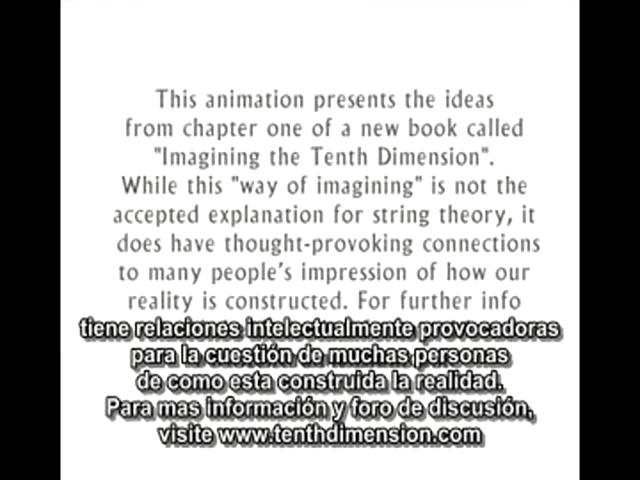 This animation presents the ideas
from chapter one of a new book called
"Imagining the Tenth Dimension".
While this "way of imagining" is not the
accepted explanation for string theory, it
does have thought-provoking connections
to many people's impression of how our
reality is constructed. For further info
tiene relaciones intelectualmente provocadoras
para la cuestión de muchas personas
de como esta construida la realidad.
Para mas información y foro de discusión,
visite www.tenthdimension.com